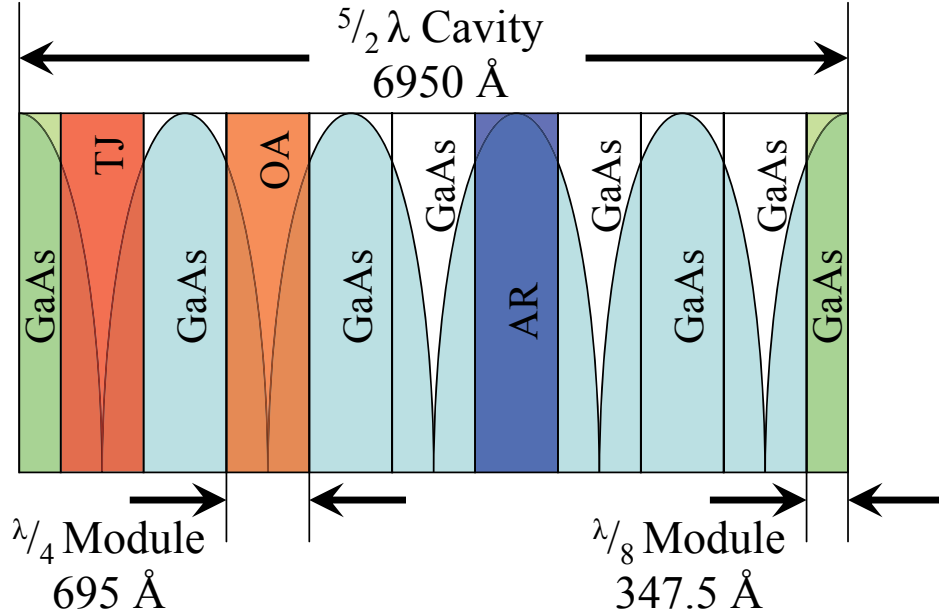 5/2 λ Cavity
6950 Å
GaAs
TJ
GaAs
OA
GaAs
GaAs
AR
GaAs
GaAs
GaAs
GaAs
λ/4 Module
695 Å
λ/8 Module
347.5 Å